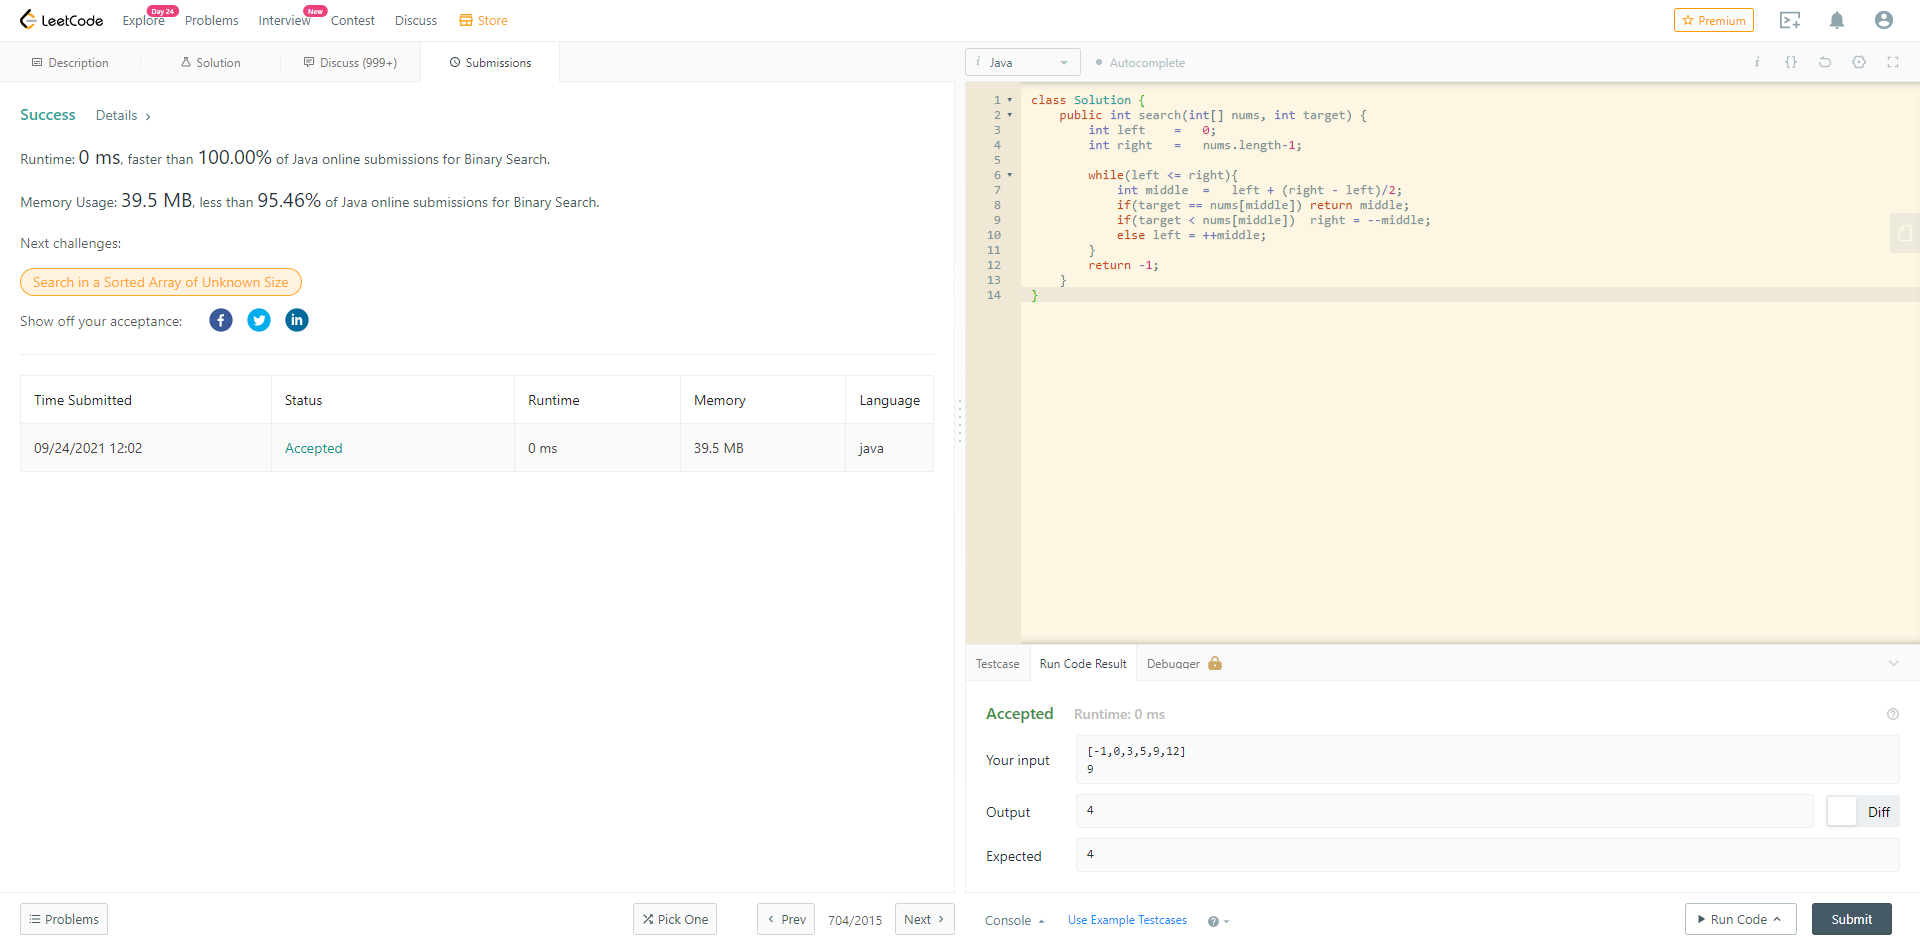 LeetCode
Explore
Day 24
Problems
Interview
New
Contest
Discuss
Store
Premium
Description
Solution
Discuss (999+)
Submissions
i Java
Autocomplete
i
{}
Success
Details >
Runtime: 0 ms, faster than 100.00% of Java online submissions for Binary Search.
Memory Usage: 39.5 MB, less than 95.46% of Java online submissions for Binary Search.
Next challenges:
Search in a Sorted Array of Unknown Size
Show off your acceptance:
Time Submitted Status Runtime Memory Language
09/24/2021 12:02 Accepted 0 ms 39.5 MB java
1 class Solution {
2     public int search(int[] nums, int target) {
3         int left    =   0;
4         int right   =   nums.length-1;
5
6         while(left <= right){
7             int middle  =   left + (right - left)/2;
8             if(target == nums[middle]) return middle;
9             if(target < nums[middle])  right = --middle;
10             else left = ++middle;
11         }
12         return -1;
13     }
14 }
Testcase
Run Code Result
Debugger
Accepted
Runtime: 0 ms
Your input
[-1,0,3,5,9,12]
9
Output
4
Diff
Expected
4
Problems
Pick One
< Prev
704/2015
Next >
Console
Use Example Testcases
Run Code
Submit